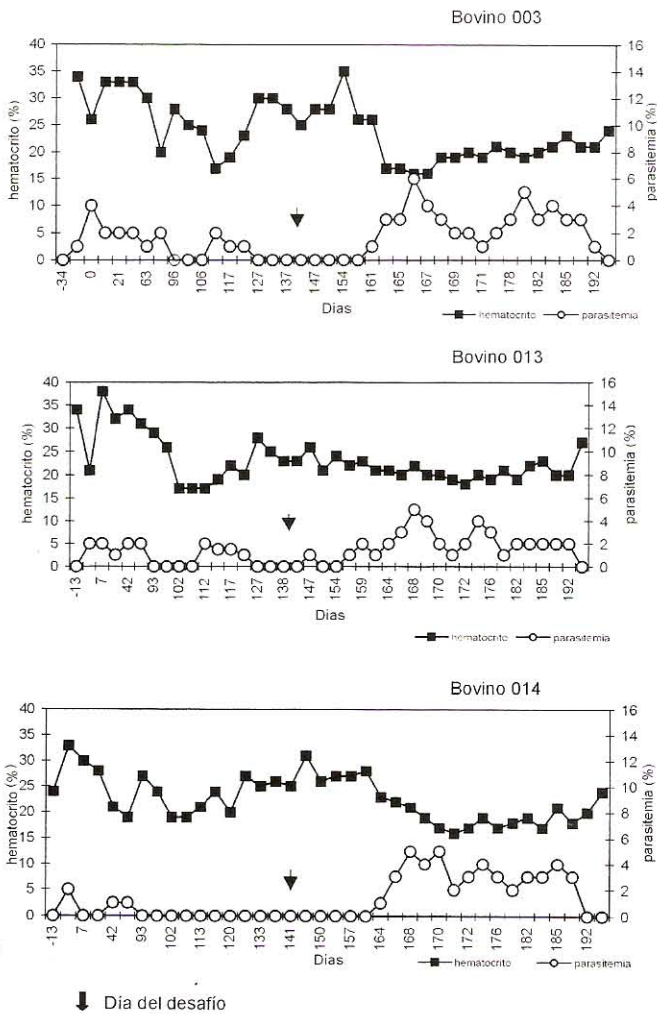 Bovino 003
hematocrito (%)
40
35
30
25
20
15
10
5
0
16
14
12
10
8
6
4
2
0
parasitemia (%)
-34 0 21 63 96 106 117 127 137 147 154 161 165 167 169 171 178 182 185 192
Dias
hematocrito parasitemia
Bovino 013
hematocrito (%)
40
35
30
25
20
15
10
5
0
16
14
12
10
8
6
4
2
0
parasitemia (%)
-13 7 42 93 102 112 117 127 138 147 154 159 164 168 170 172 176 182 185 192
Dias
hematocrito parasitemia
Bovino 014
hematocrito (%)
40
35
30
25
20
15
10
5
0
16
14
12
10
8
6
4
2
0
parasitemia (%)
-13 7 42 93 102 113 120 133 141 150 157 164 168 170 172 176 182 185 192
Dias
hematocrito parasitemia
Dia del desafío